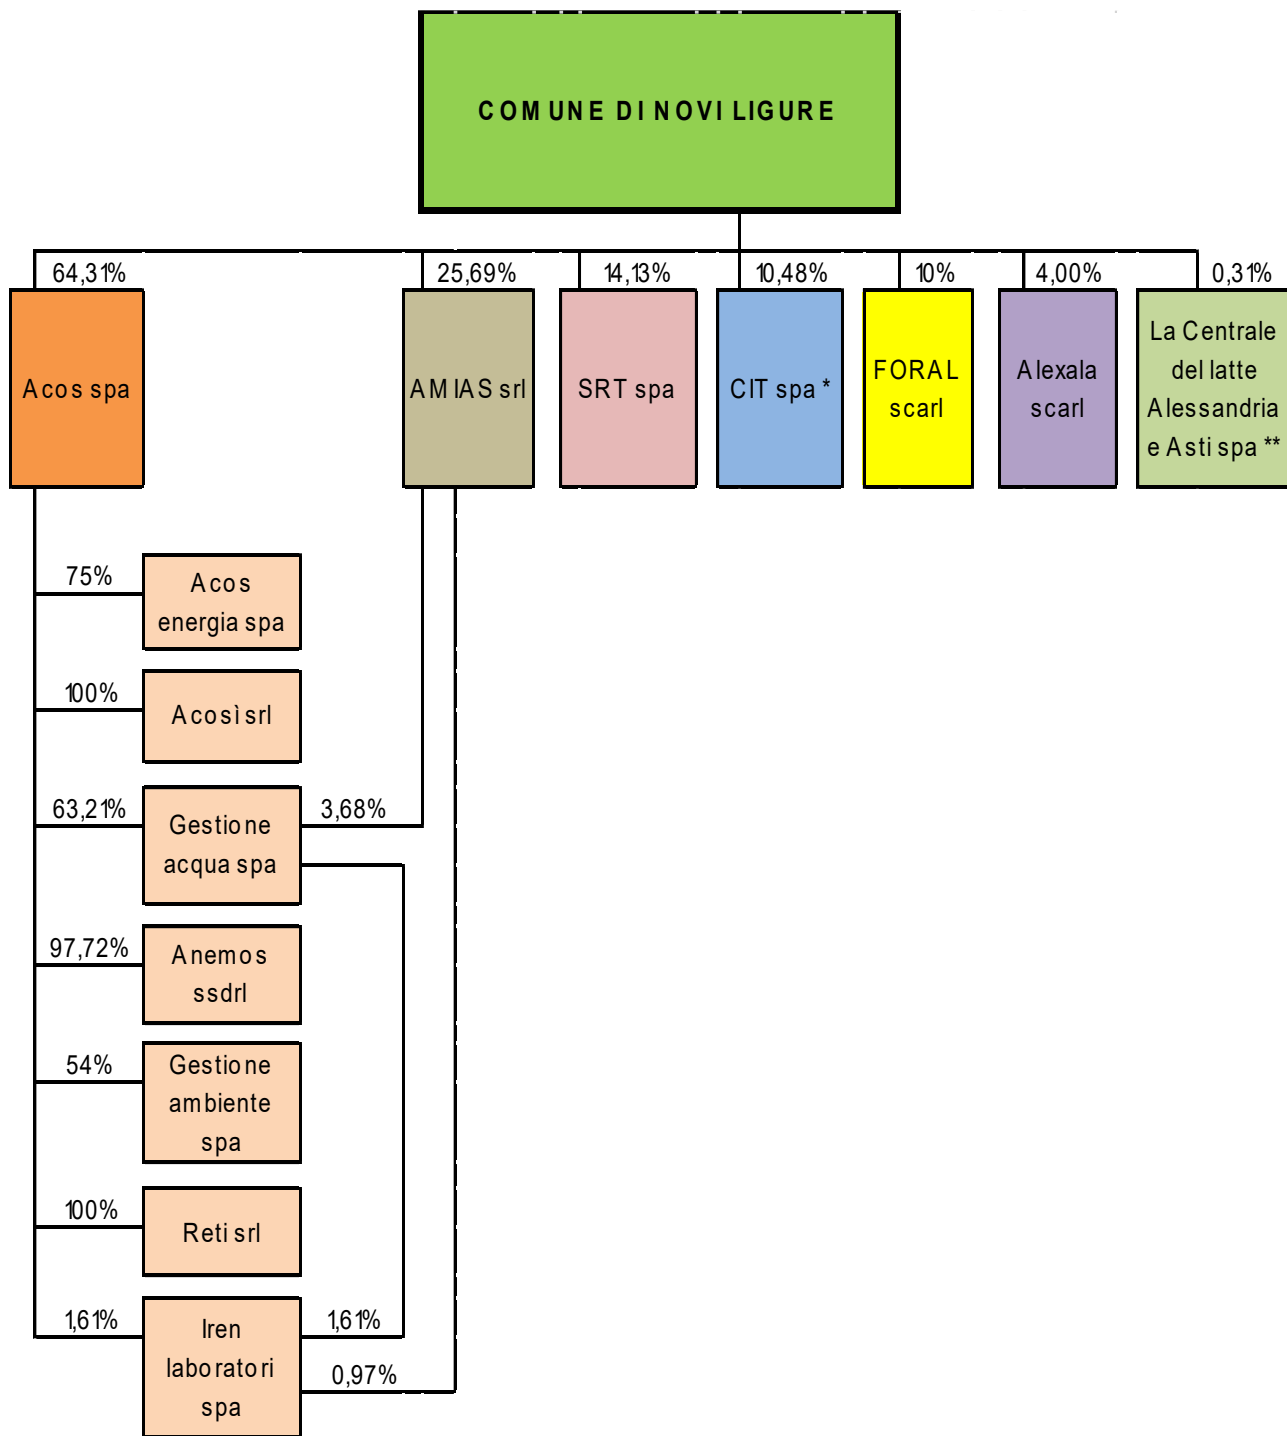 COMUNE DI NOVI LIGURE
64,31%
25,69%
14,13%
10,48%
10%
4,00%
0,31%
Acos spa
AMIAS srl
SRT spa
CIT spa *
FORAL
scarl
Alexala
scarl
La Centrale
del latte
Alessandria
e Asti spa **
75%
Acos
energia spa
100%
Acosì srl
63,21%
Gestione
acqua spa
3,68%
97,72%
Anemos
ssdrl
54%
Gestione
ambiente
spa
100%
Reti srl
1,61%
Iren
laboratori
spa
1,61%
0,97%